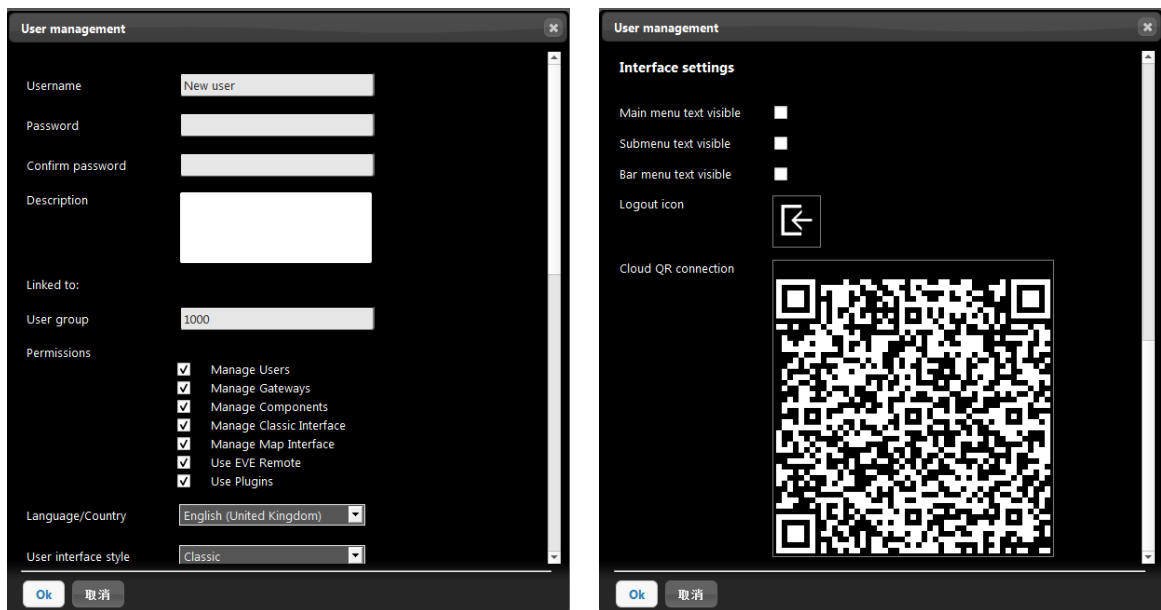 User management
Username
New user
Password
Confirm password
Description
Linked to:
User group
1000
Permissions
Manage Users
Manage Gateways
Manage Components
Manage Classic Interface
Manage Map Interface
Use EVE Remote
Use Plugins
Language/Country
English (United Kingdom)
User interface style
Classic
Ok
取消
User management
Interface settings
Main menu text visible
Submenu text visible
Bar menu text visible
Logout icon
Cloud QR connection
Ok
取消